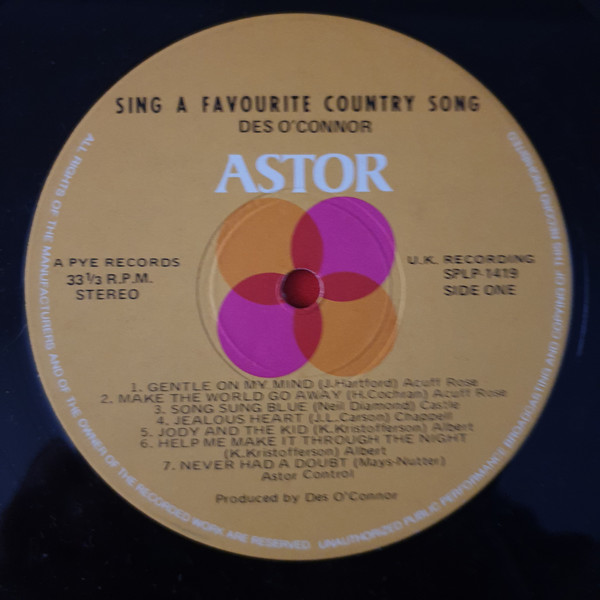 SING A FAVOURITE COUNTRY SONG
DES O'CONNOR
ASTOR
A PYE RECORDS
33⅓ R.P.M.
STEREO
U.K. RECORDING
SPLP-1419
SIDE ONE
1. GENTLE ON MY MIND (J.Hartford) Acuff Rose
2. MAKE THE WORLD GO AWAY (H.Cochran) Acuff Rose
3. SONG SUNG BLUE (Neil Diamond) Castle
4. JEALOUS HEART (J.L.Carson) Chappell
5. JODY AND THE KID (K.Kristofferson) Albert
6. HELP ME MAKE IT THROUGH THE NIGHT
(K.Kristofferson) Albert
7. NEVER HAD A DOUBT (Mays-Nutter)
Astor Control
Produced by Des O'Connor
ALL RIGHTS OF THE MANUFACTURERS AND OF THE OWNER OF THE RECORDED WORK ARE RESERVED. UNAUTHORIZED PUBLIC PERFORMANCE BROADCASTING AND COPYING OF THIS RECORD PROHIBITED